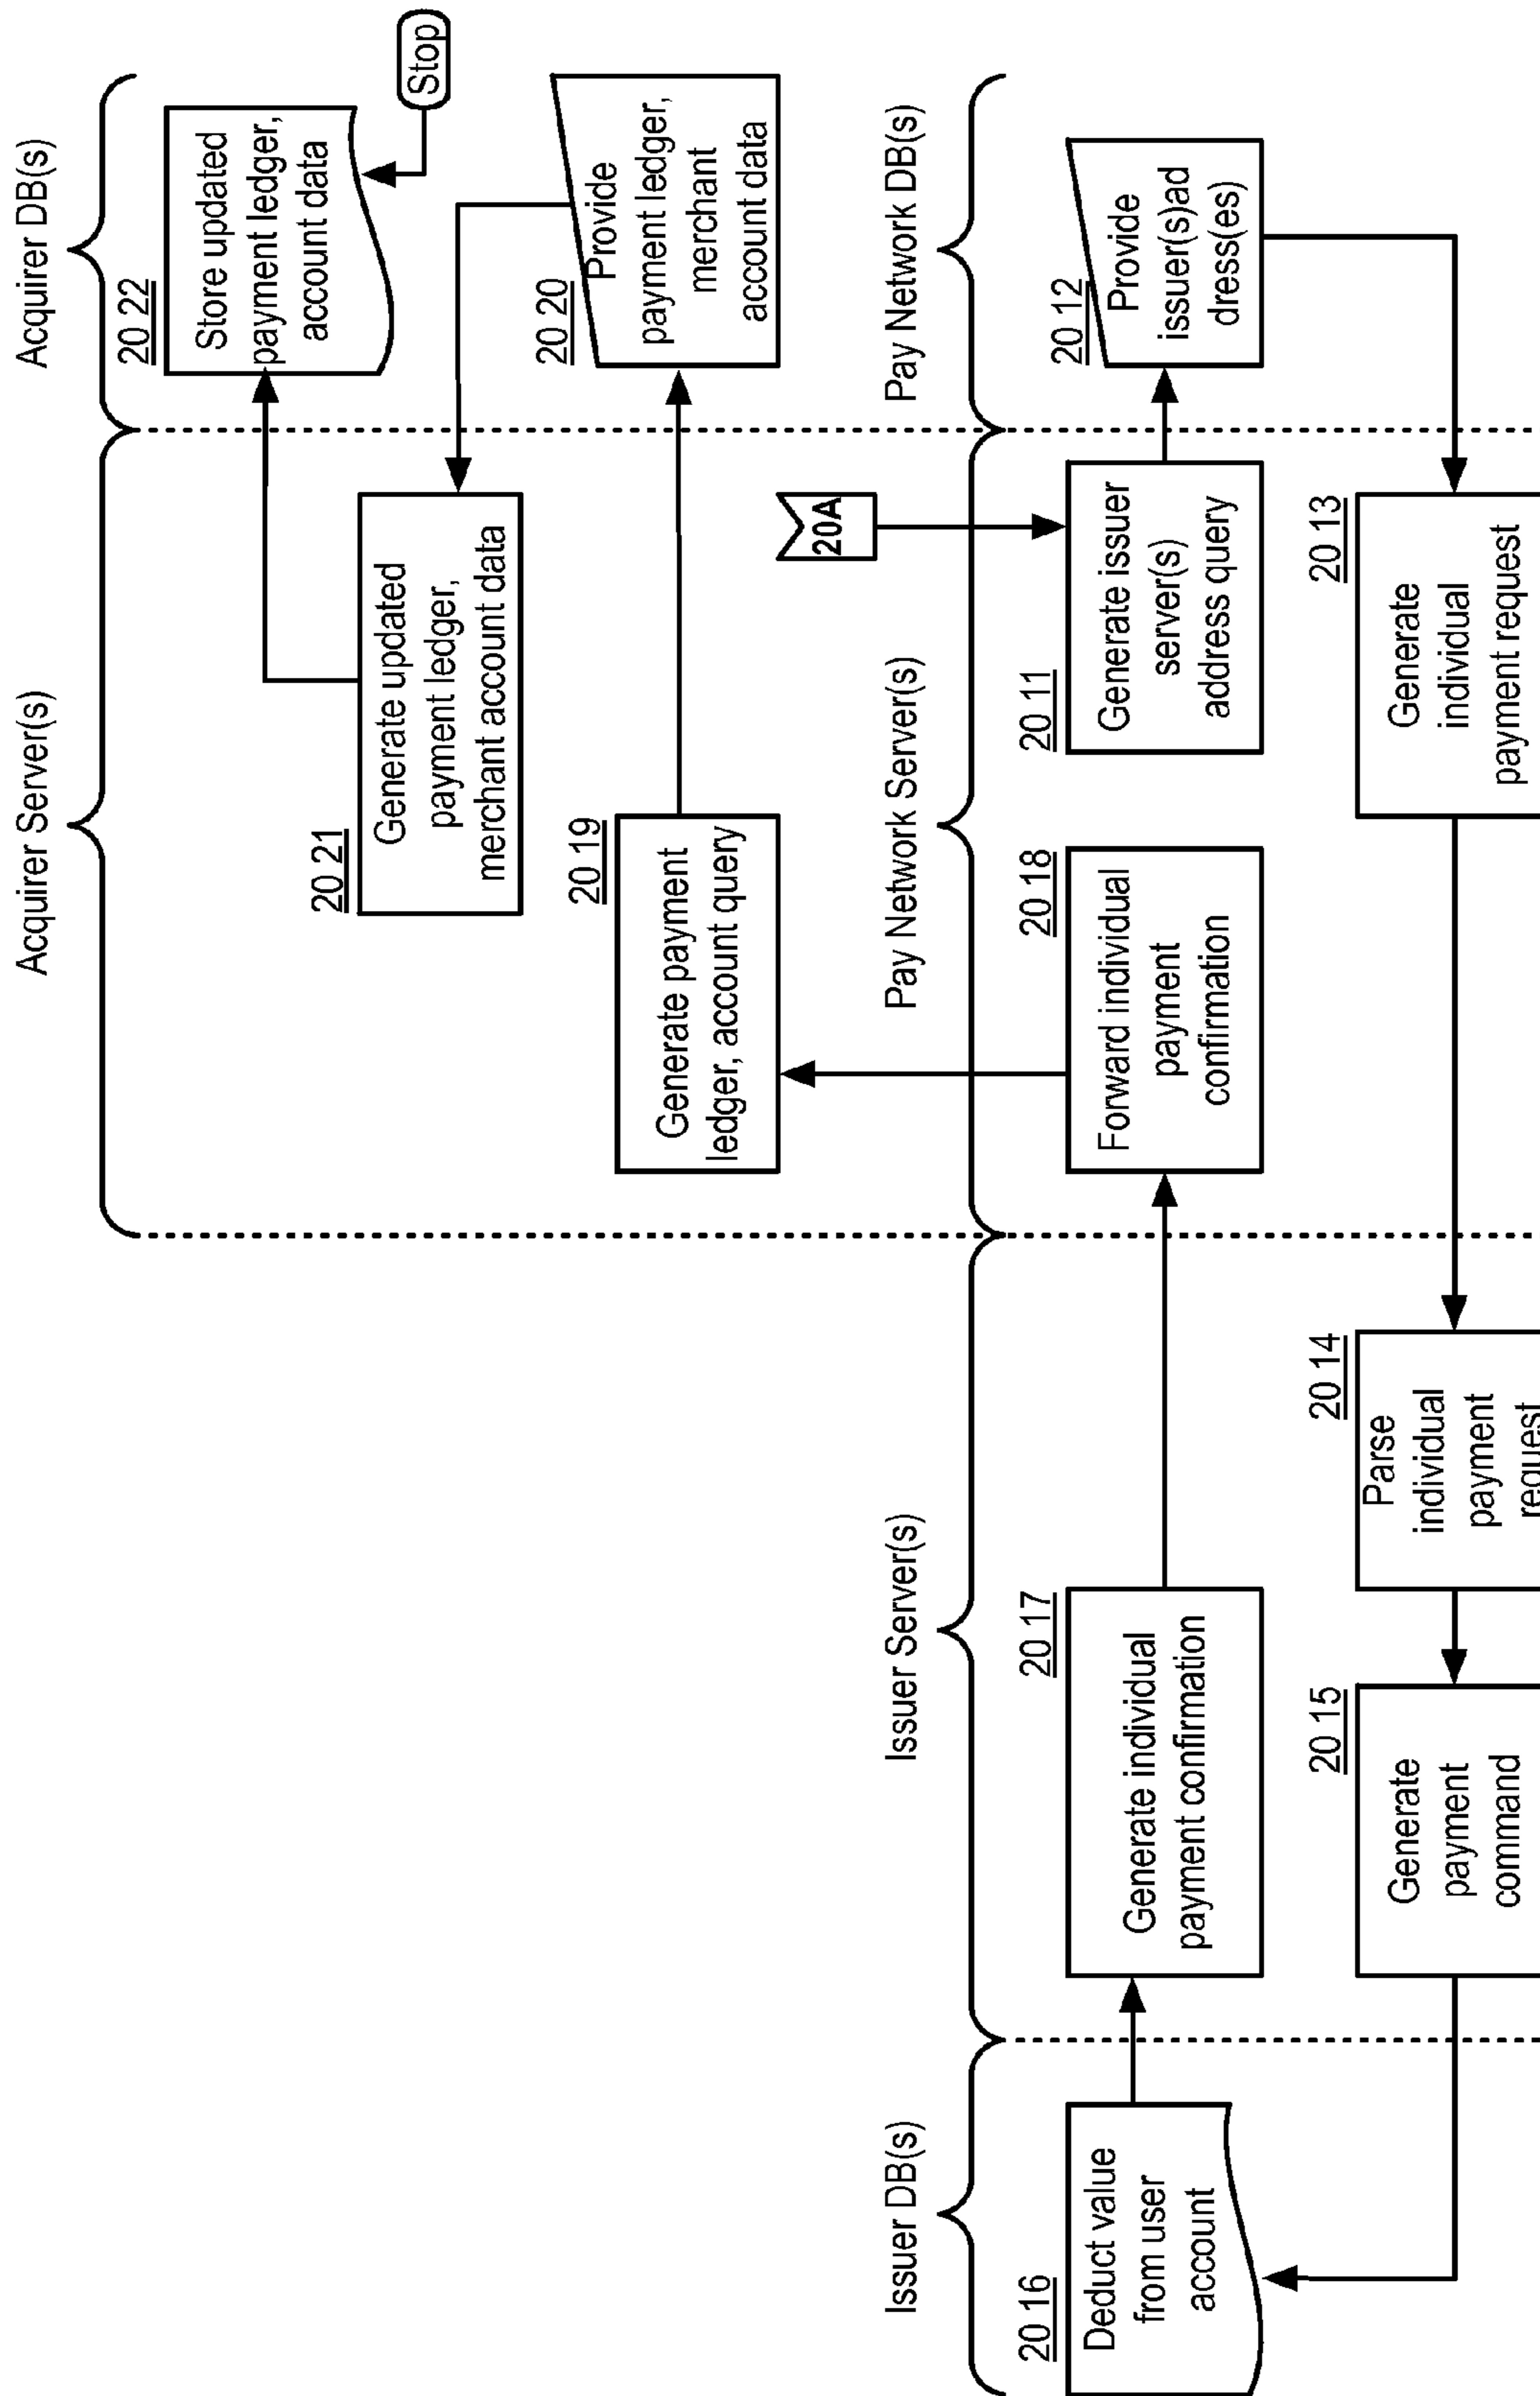 Acquirer Server(s)
Acquirer DB(s)
20 22
Store updated
payment ledger,
account data
20 21
Generate updated
payment ledger,
merchant account data
Stop
20 20
Provide
payment ledger,
merchant
account data
20 19
Generate payment
ledger, account query
20A
Issuer DB(s)
Issuer Server(s)
Pay Network Server(s)
Pay Network DB(s)
20 16
Deduct value
from user
account
20 17
Generate individual
payment confirmation
20 18
Forward individual
payment
confirmation
20 11
Generate issuer
server(s)
address query
20 12
Provide
issuer(s)ad
dress(es)
20 15
Generate
payment
command
20 14
Parse
individual
payment
request
20 13
Generate
individual
payment request